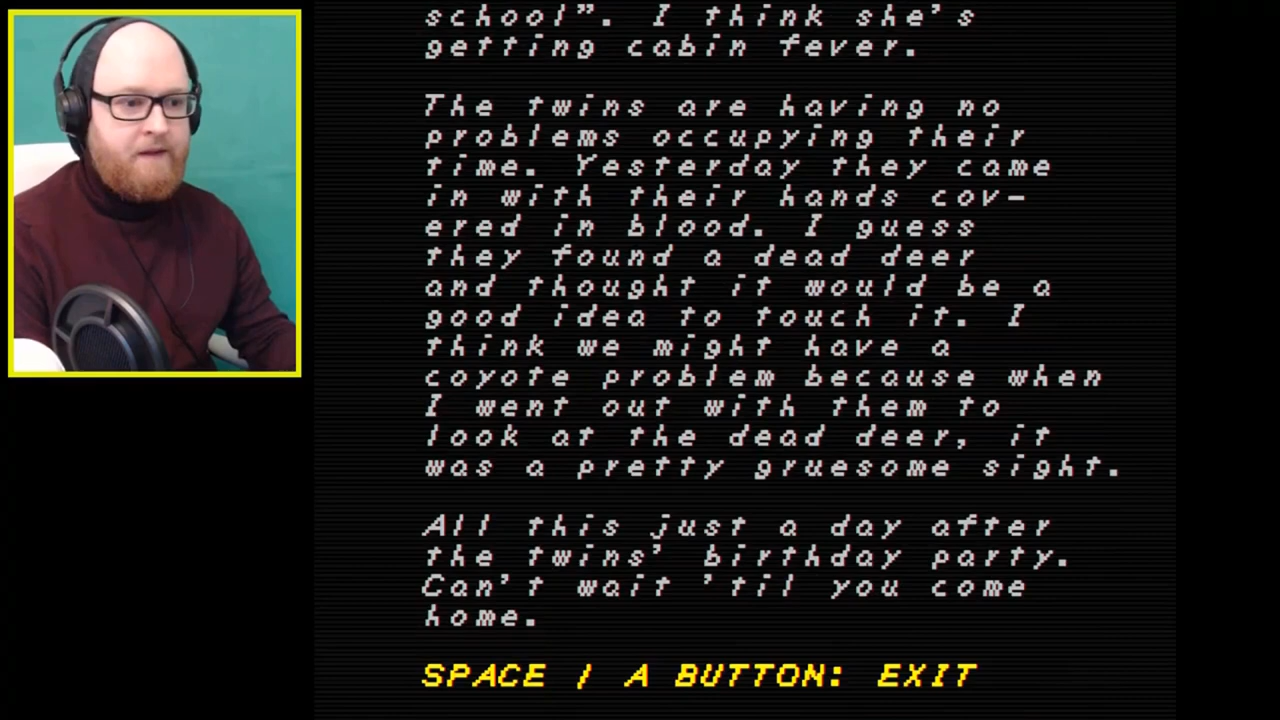 school”. I think she’s
getting cabin fever.
The twins are having no
problems occupying their
time. Yesterday they came
in with their hands cov-
ered in blood. I guess
they found a dead deer
and thought it would be a
good idea to touch it. I
think we might have a
coyote problem because when
I went out with them to
look at the dead deer, it
was a pretty gruesome sight.
All this just a day after
the twins’ birthday party.
Can’t wait ’til you come
home.
SPACE / A BUTTON: EXIT